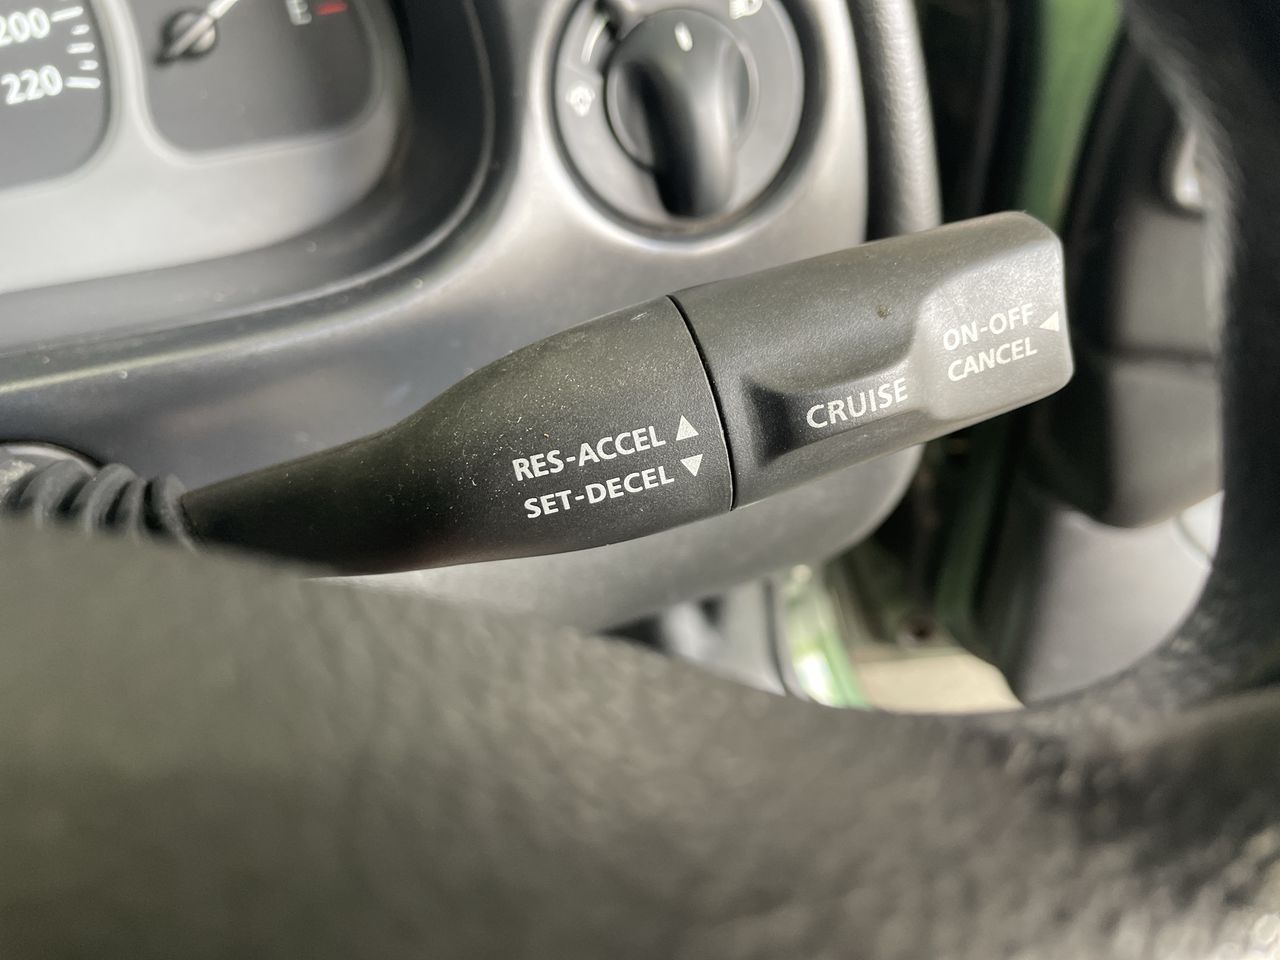 200
220
E
RES-ACCEL ▲
SET-DECEL ▼
CRUISE
ON-OFF
CANCEL